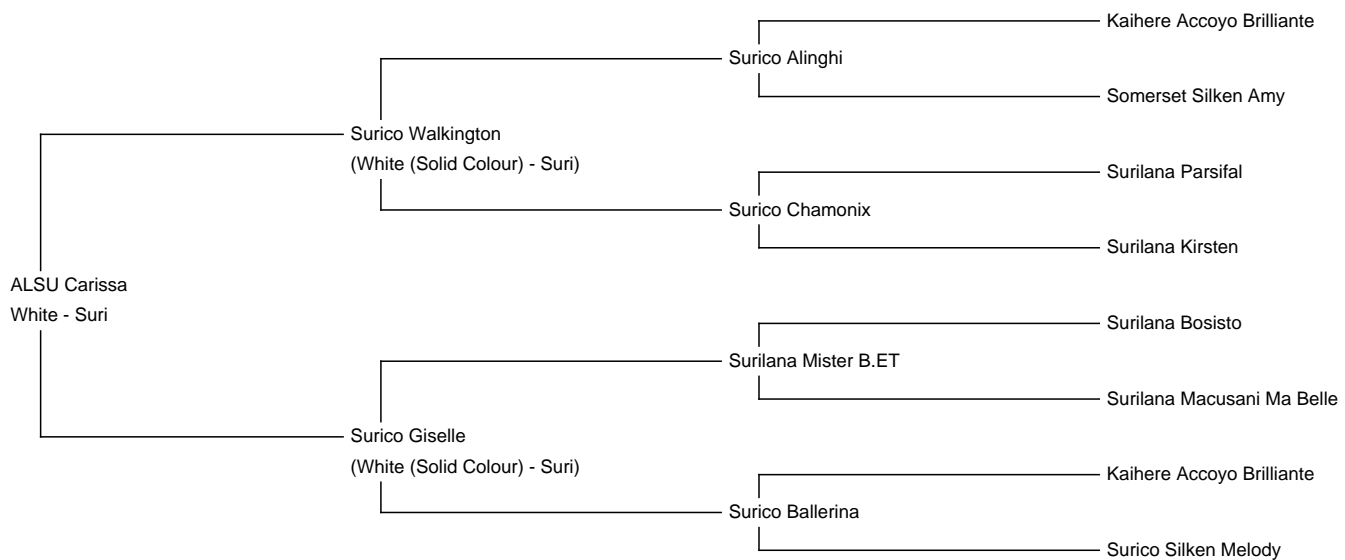 Kaihere Accoyo Brilliante
Surico Alinghi
Somerset Silken Amy
Surico Walkington
(White (Solid Colour) - Suri)
Surilana Parsifal
Surico Chamonix
Surilana Kirsten
ALSU Carissa
White - Suri
Surilana Bosisto
Surilana Mister B.ET
Surilana Macusani Ma Belle
Surico Giselle
(White (Solid Colour) - Suri)
Kaihere Accoyo Brilliante
Surico Ballerina
Surico Silken Melody